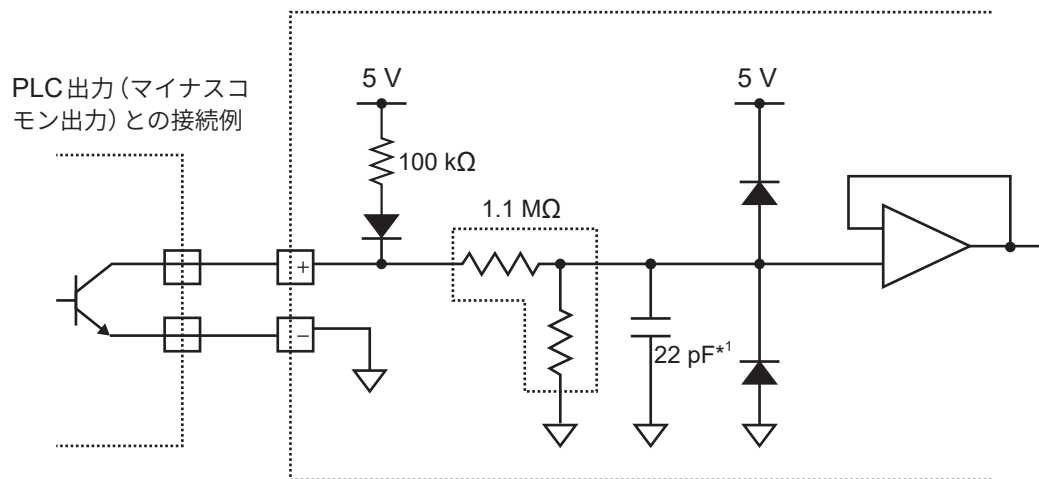 PLC出力(マイナスコ
モン出力)との接続例
5 V
5 V
100 kΩ
1.1 MΩ
+
−
22 pF*1